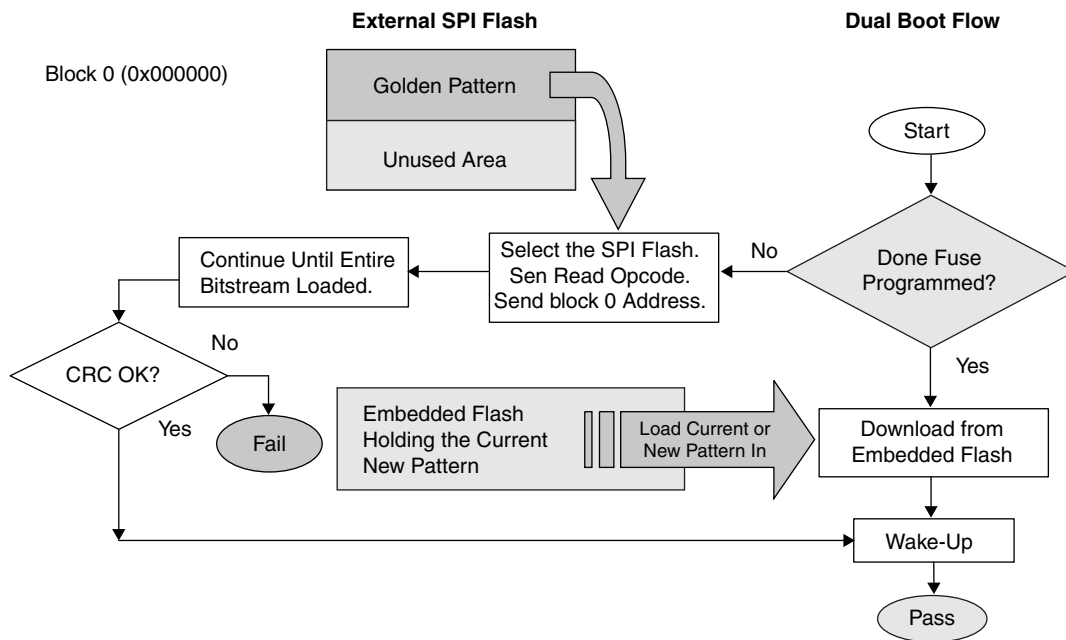 External SPI Flash
Dual Boot Flow
Block 0 (0x000000)
Golden Pattern
Unused Area
Start
Done Fuse
Programmed?
No
Select the SPI Flash.
Sen Read Opcode.
Send block 0 Address.
Continue Until Entire
Bitstream Loaded.
CRC OK?
No
Yes
Fail
Yes
Embedded Flash
Holding the Current
New Pattern
Load Current or
New Pattern In
Download from
Embedded Flash
Wake-Up
Pass